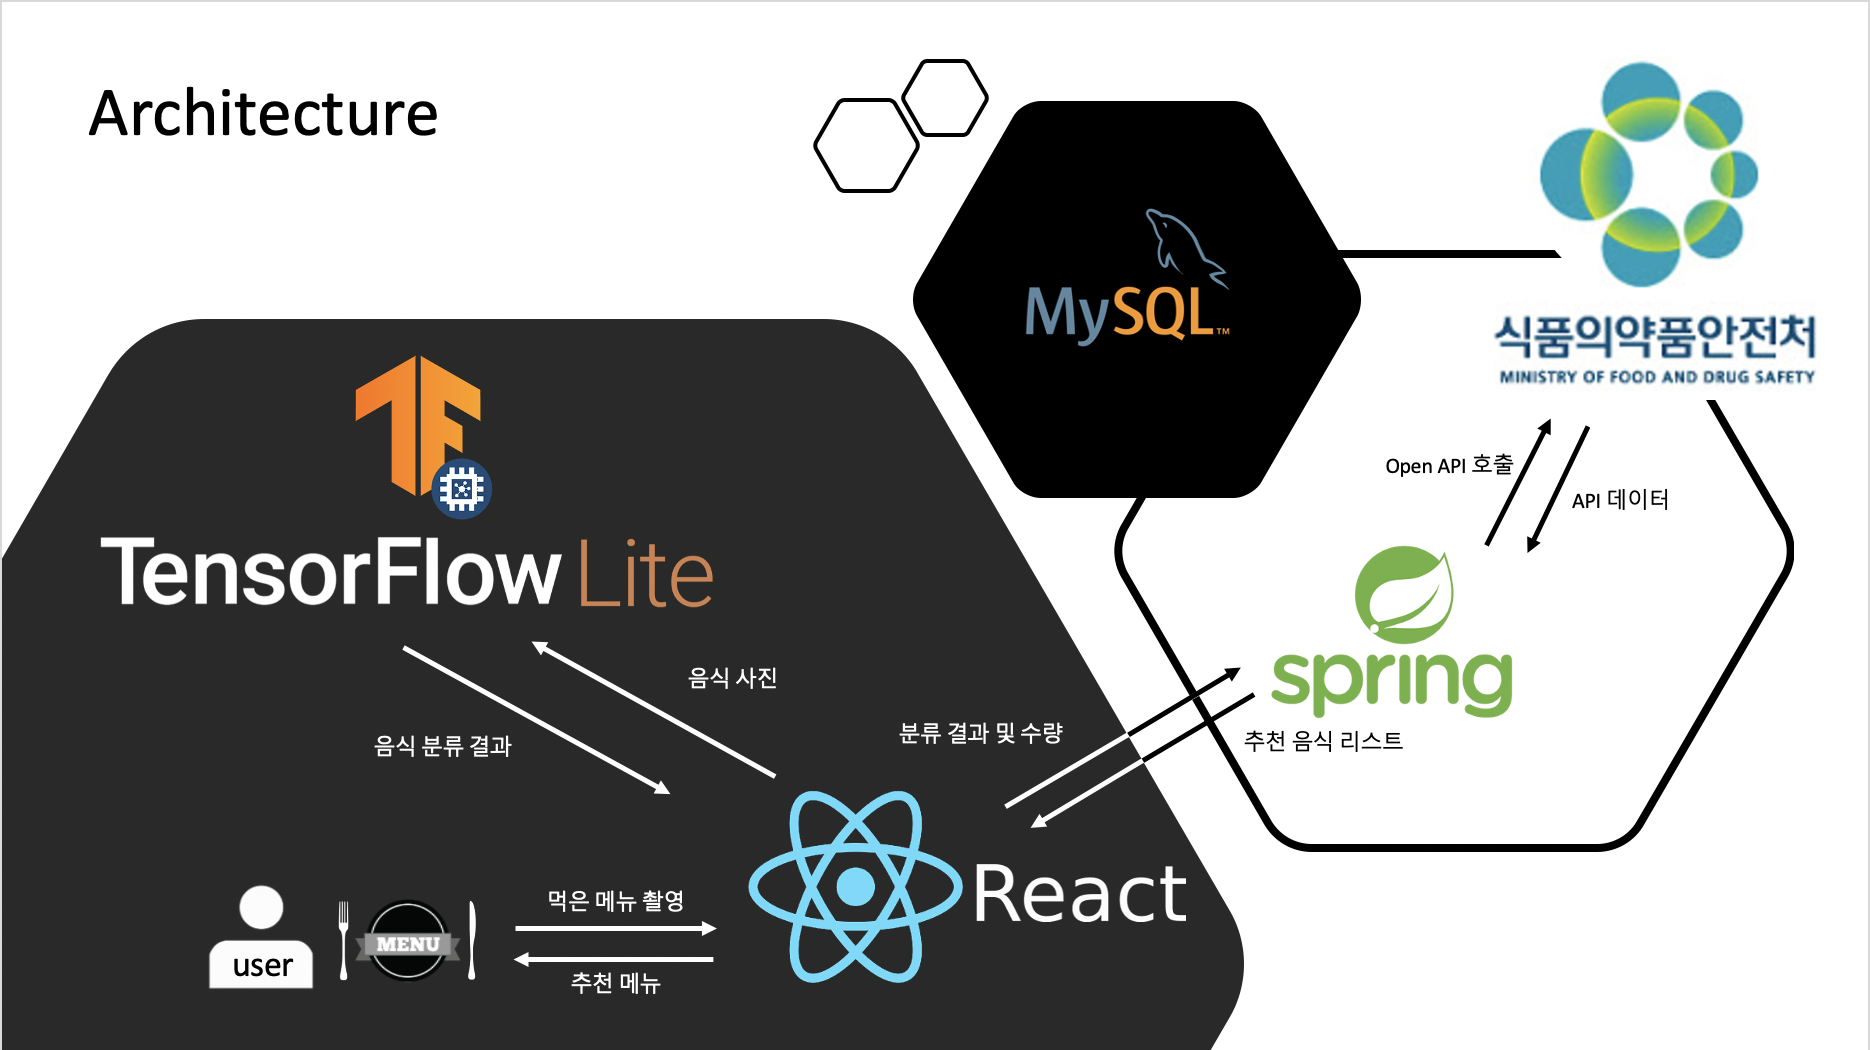 Architecture
MySQL™
식품의약품안전처
MINISTRY OF FOOD AND DRUG SAFETY
Open API 호출
API 데이터
TensorFlow Lite
spring
음식 사진
음식 분류 결과
분류 결과 및 수량
추천 음식 리스트
React
user
MENU
먹은 메뉴 촬영
추천 메뉴